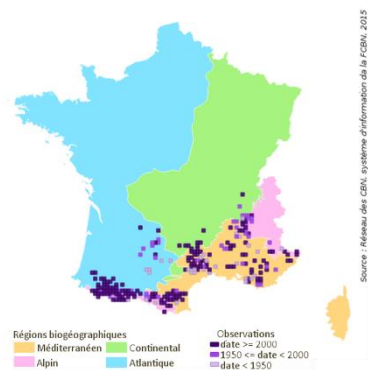 Source : Réseau des CBN, système d'information da la FCBN, 2015
Régions biogéographiques
Méditerranéen
Continental
Alpin
Atlantique
Observations
date >= 2000
1950 <= date < 2000
date < 1950